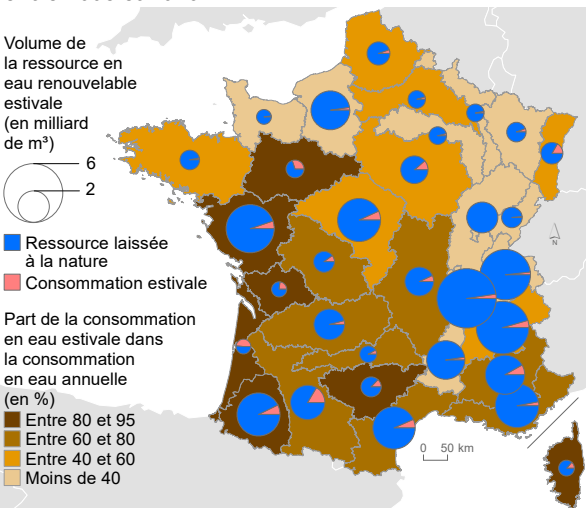 Volume de
la ressource en
eau renouvelable
estivale
(en milliard
de m³)
6
2
Ressource laissée
à la nature
Consommation estivale
Part de la consommation
en eau estivale dans
la consommation
en eau annuelle
(en %)
Entre 80 et 95
Entre 60 et 80
Entre 40 et 60
Moins de 40
N
0 50 km